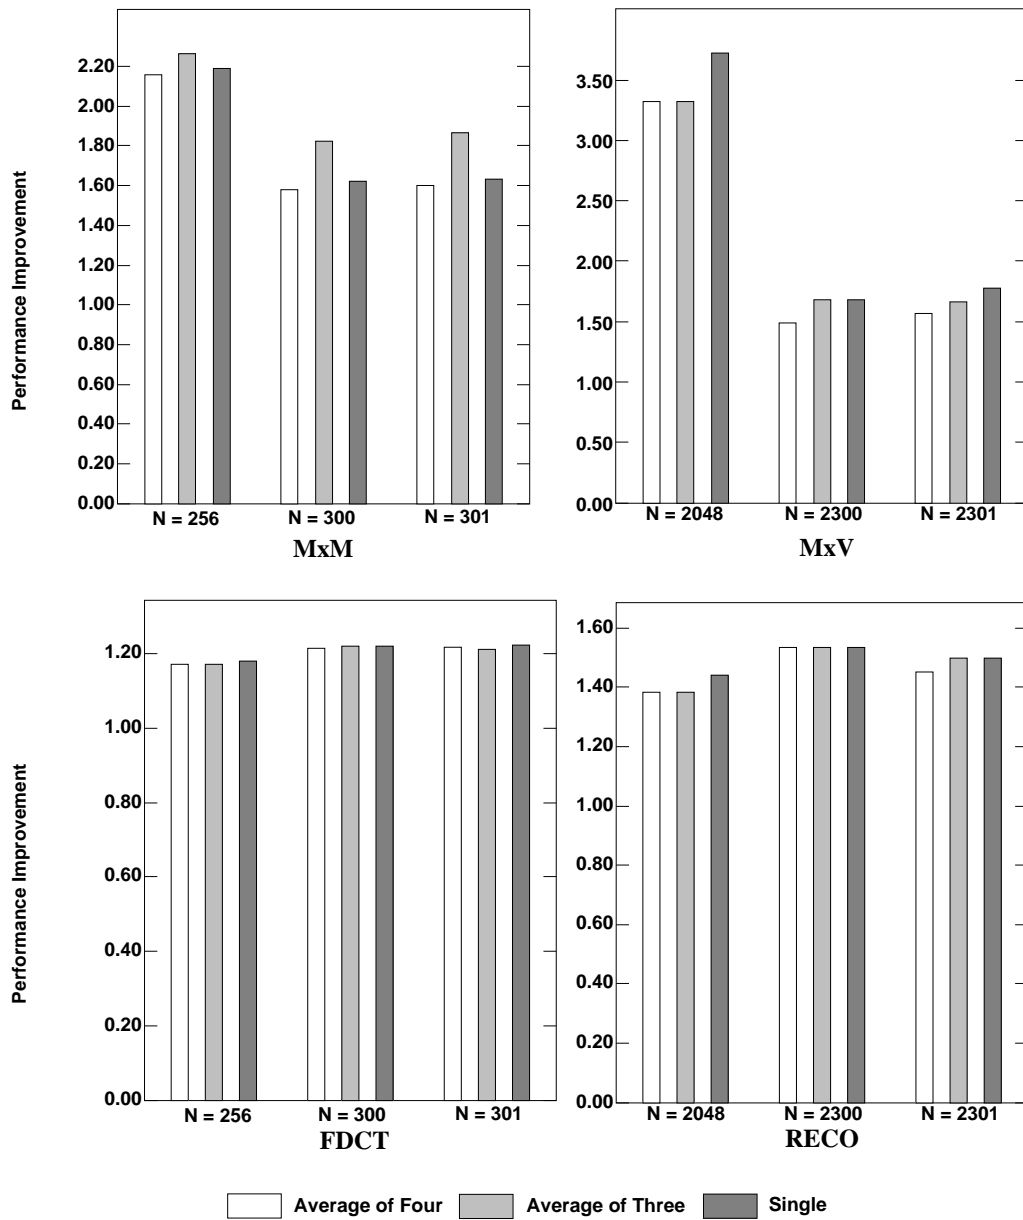 Performance Improvement
2.20
2.00
1.80
1.60
1.40
1.20
1.00
0.80
0.60
0.40
0.20
0.00
N = 256
N = 300
N = 301
MxM
3.50
3.00
2.50
2.00
1.50
1.00
0.50
0.00
N = 2048
N = 2300
N = 2301
MxV
Performance Improvement
1.20
1.00
0.80
0.60
0.40
0.20
0.00
N = 256
N = 300
N = 301
FDCT
1.60
1.40
1.20
1.00
0.80
0.60
0.40
0.20
0.00
N = 2048
N = 2300
N = 2301
RECO
Average of Four
Average of Three
Single